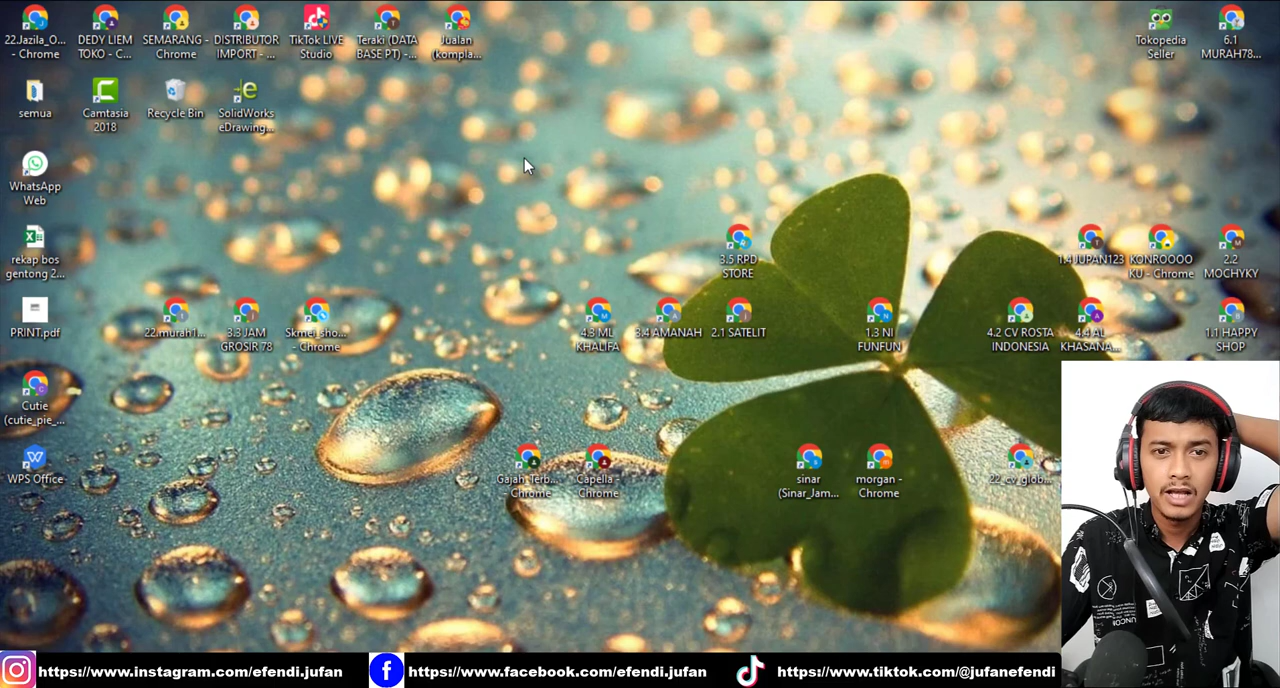 22.Jazila_O...
- Chrome
DEDY LIEM
TOKO - C...
SEMARANG -
Chrome
DISTRIBUTOR
IMPORT - ...
TikTok LIVE
Studio
Teraki (DATA
BASE PT) -...
Jualan
(kompla...
Tokopedia
Seller
6.1
MURAH78...
semua
Camtasia
2018
Recycle Bin
SolidWorks
eDrawing...
WhatsApp
Web
rekap bos
gentong 2...
3.5 RPD
STORE
1.4 JUPAN123
KONROOOO
KU - Chrome
2.2
MOCHYKY
PRINT.pdf
22.murah1...
3.3 JAM
GROSIR 78
Skmei_sho...
- Chrome
4.3 ML
KHALIFA
3.4 AMANAH
2.1 SATELIT
1.3 NI
FUNFUN
4.2 CV ROSTA
INDONESIA
4.4 AL
KHASANA...
1.1 HAPPY
SHOP
Cutie
(cutie_pie_...
WPS Office
Gajah_Terb...
- Chrome
Capella -
Chrome
sinar
(Sinar_Jam...
morgan -
Chrome
22_cv_glob...
https://www.instagram.com/efendi.jufan
https://www.facebook.com/efendi.jufan
https://www.tiktok.com/@jufanefendi